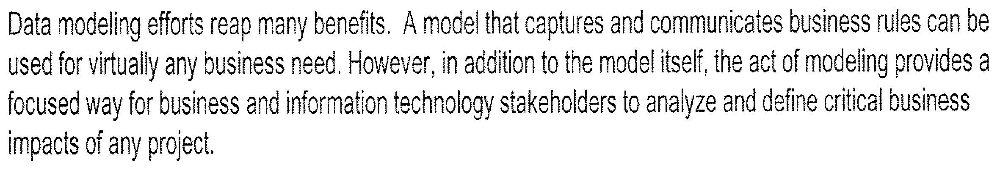 Data modeling efforts reap many benefits.  A model that captures and communicates business rules can be
used for virtually any business need. However, in addition to the model itself, the act of modeling provides a
focused way for business and information technology stakeholders to analyze and define critical business
impacts of any project.